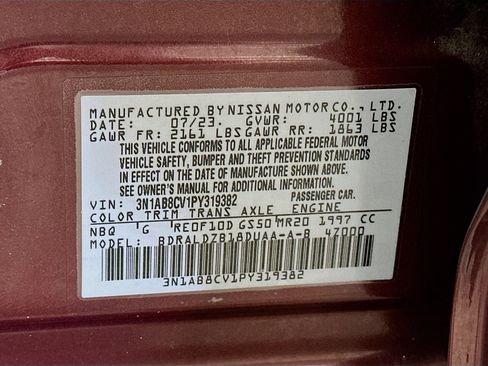 MANUFACTURED BY NISSAN MOTOR CO., LTD.
DATE: 07/23. GVWR: 4001 LBS
GAWR FR: 2161 LBS GAWR RR: 1863 LBS
THIS VEHICLE CONFORMS TO ALL APPLICABLE FEDERAL MOTOR
VEHICLE SAFETY, BUMPER AND THEFT PREVENTION STANDARDS
IN EFFECT ON THE DATE OF MANUFACTURE SHOWN ABOVE.
SEE OWNER'S MANUAL FOR ADDITIONAL INFORMATION.
VIN: 3N1AB8CV1PY319382 PASSENGER CAR.
COLOR TRIM TRANS AXLE ENGINE
NBQ G RE0F10D GS50 MR20 1997 CC
MODEL: BDRALDZB18DUAA-A-B 47000
3N1AB8CV1PY319382